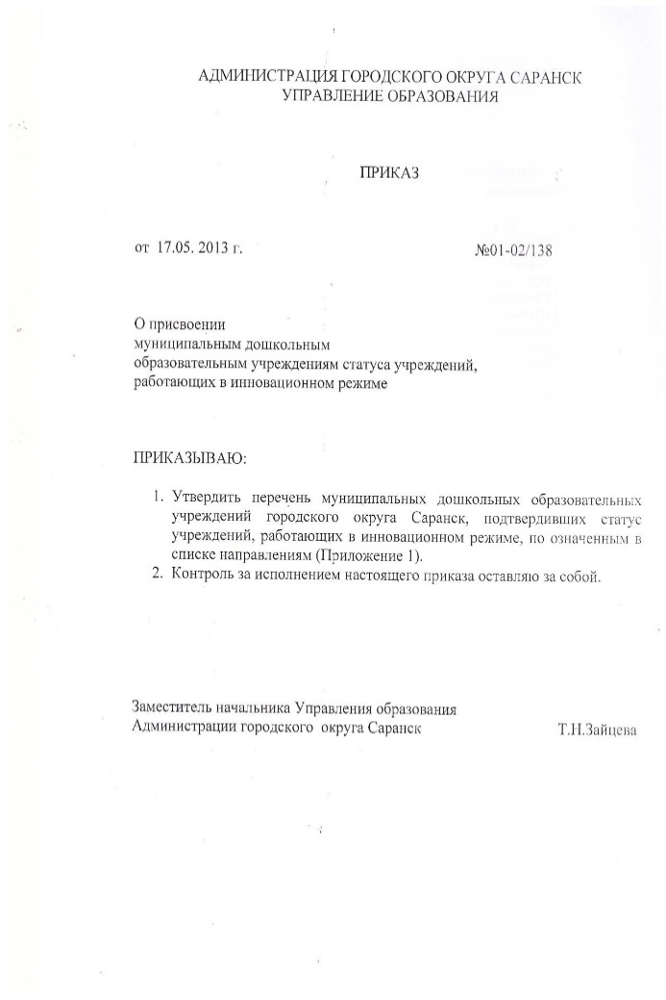 АДМИНИСТРАЦИЯ ГОРОДСКОГО ОКРУГА САРАНСК
УПРАВЛЕНИЕ ОБРАЗОВАНИЯ
ПРИКАЗ
от 17.05. 2013 г. №01-02/138
О присвоении
муниципальным дошкольным
образовательным учреждениям статуса учреждений,
работающих в инновационном режиме
ПРИКАЗЫВАЮ:
1. Утвердить перечень муниципальных дошкольных образовательных
учреждений городского округа Саранск, подтвердивших статус
учреждений, работающих в инновационном режиме, по означенным в
списке направлениям (Приложение 1).
2. Контроль за исполнением настоящего приказа оставляю за собой.
Заместитель начальника Управления образования
Администрации городского округа Саранск Т.Н.Зайцева